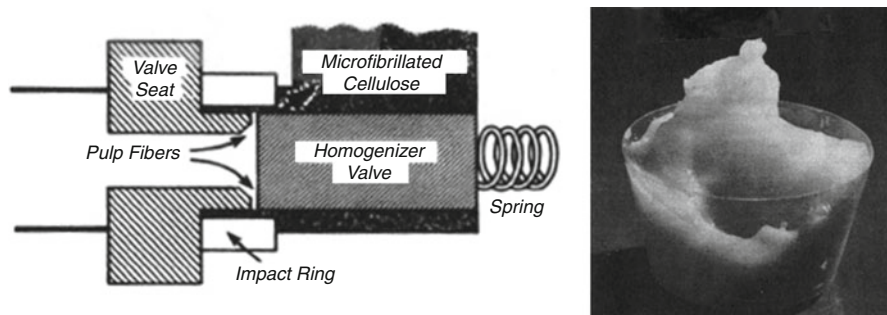 Valve
Seat
Microfibrillated
Cellulose
Pulp Fibers
Homogenizer
Valve
Spring
Impact Ring